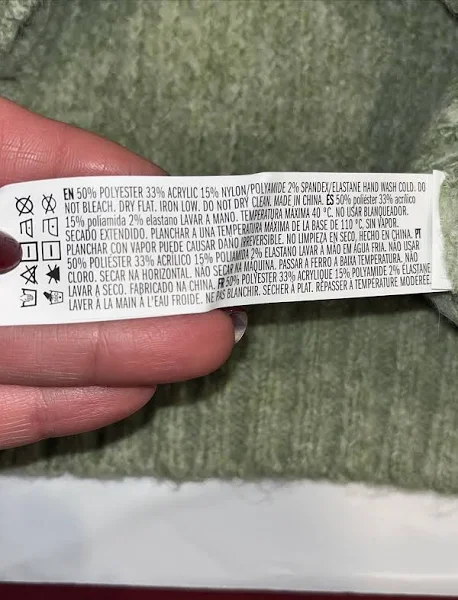 EN 50% POLYESTER 33% ACRYLIC 15% NYLON/POLYAMIDE 2% SPANDEX/ELASTANE HAND WASH COLD. DO
NOT BLEACH. DRY FLAT. IRON LOW. DO NOT DRY CLEAN. MADE IN CHINA. ES 50% poliéster 33% acrílico
15% poliamida 2% elastano LAVAR A MANO. TEMPERATURA MAXIMA 40 °C. NO USAR BLANQUEADOR.
SECADO EXTENDIDO. PLANCHAR A UNA TEMPERATURA MÁXIMA DE LA BASE DE 110 °C, SIN VAPOR.
PLANCHAR CON VAPOR PUEDE CAUSAR DAÑO IRREVERSIBLE. NO LIMPIEZA EN SECO, HECHO EN CHINA. PT
50% POLIÉSTER 33% ACRÍLICO 15% POLIAMIDA 2% ELASTANO LAVAR À MÃO EM ÁGUA FRIA. NÃO USAR
CLORO. SECAR NA HORIZONTAL. NÃO SECAR NA MÁQUINA. PASSAR A FERRO A BAIXA TEMPERATURA. NÃO
LAVAR A SECO. FABRICADO NA CHINA. FR 50% POLYESTER 33% ACRYLIQUE 15% POLYAMIDE 2% ELASTANE
LAVER A LA MAIN À L'EAU FROIDE. NE PAS BLANCHIR. SÉCHER À PLAT. RÉPASSER À TEMPÉRATURE MODÉRÉE.